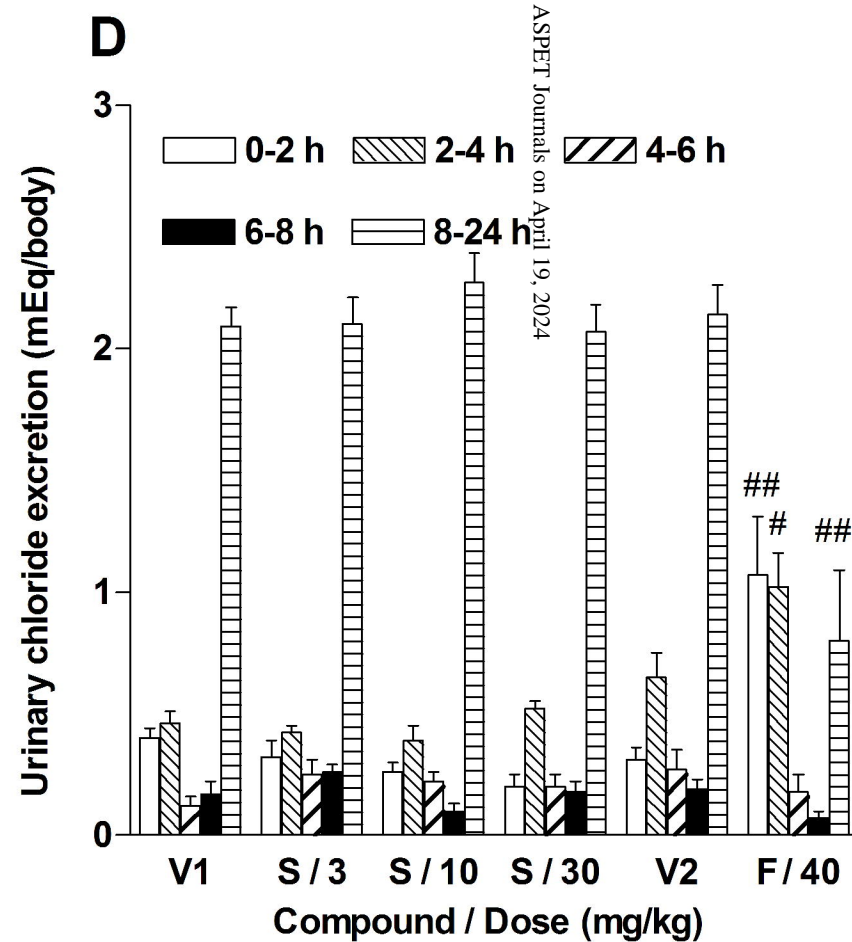 D
ASPET Journals on April 19, 2024
3
0-2 h
2-4 h
4-6 h
6-8 h
8-24 h
Urinary chloride excretion (mEq/body)
2
##
#
##
1
0
V1
S / 3
S / 10
S / 30
V2
F / 40
Compound / Dose (mg/kg)